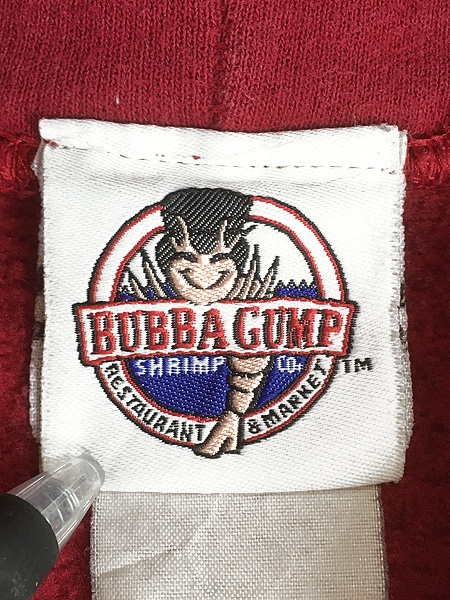 BUBBA GUMP
SHRIMP CO.
RESTAURANT & MARKET TM